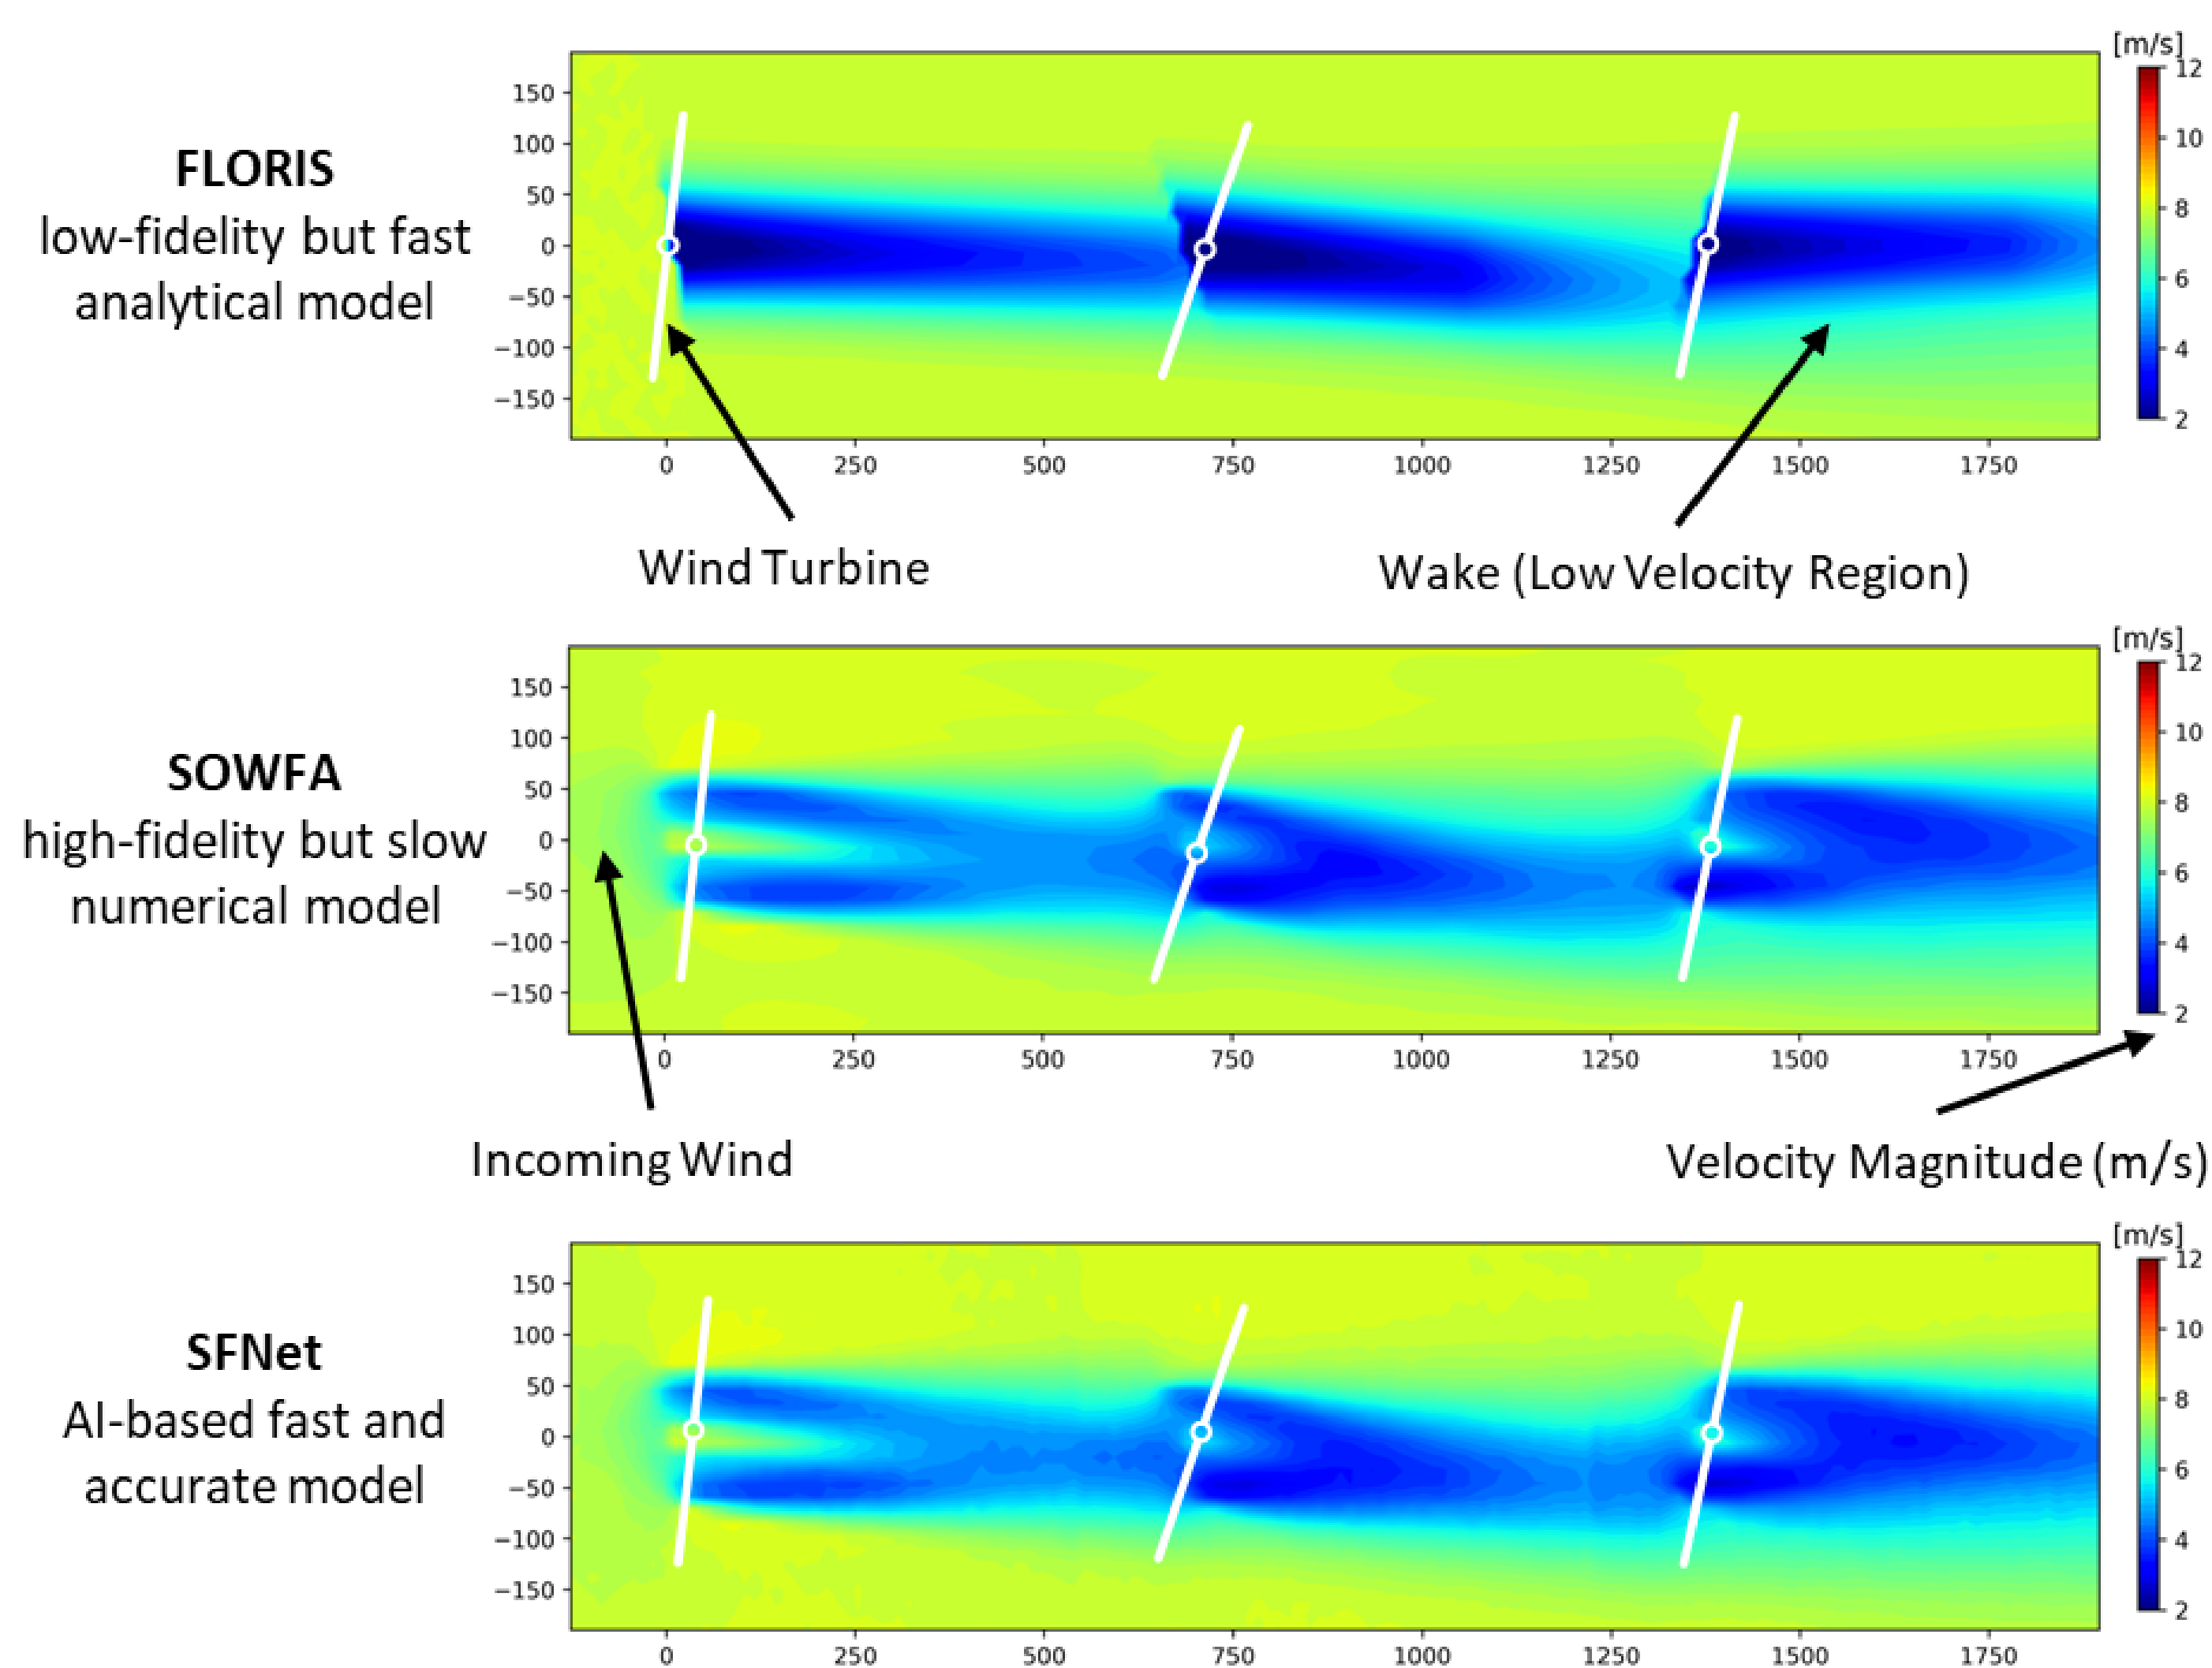 [m/s]
12
10
8
6
4
2
150
100
50
0
−50
−100
−150
0 250 500 750 1000 1250 1500 1750
FLORIS
low-fidelity but fast
analytical model
Wind Turbine
Wake (Low Velocity Region)
[m/s]
12
10
8
6
4
2
150
100
50
0
−50
−100
−150
0 250 500 750 1000 1250 1500 1750
SOWFA
high-fidelity but slow
numerical model
Incoming Wind
Velocity Magnitude (m/s)
[m/s]
12
10
8
6
4
2
150
100
50
0
−50
−100
−150
0 250 500 750 1000 1250 1500 1750
SFNet
AI-based fast and
accurate model